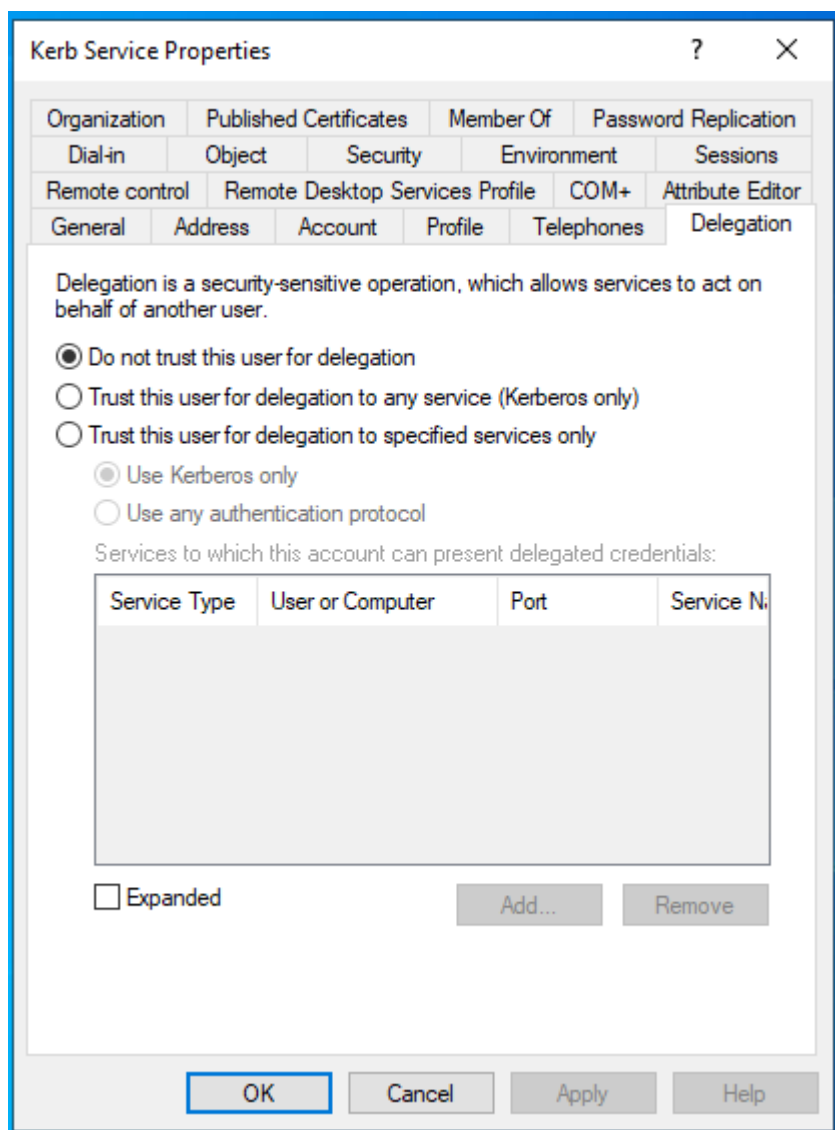 Kerb Service Properties
?
Organization Published Certificates Member Of Password Replication
Dial-in Object Security Environment Sessions
Remote control Remote Desktop Services Profile COM+ Attribute Editor
General Address Account Profile Telephones Delegation
Delegation is a security-sensitive operation, which allows services to act on
behalf of another user.
Do not trust this user for delegation
Trust this user for delegation to any service (Kerberos only)
Trust this user for delegation to specified services only
Use Kerberos only
Use any authentication protocol
Services to which this account can present delegated credentials:
Service Type User or Computer Port Service Na
Expanded Add... Remove
OK Cancel Apply Help